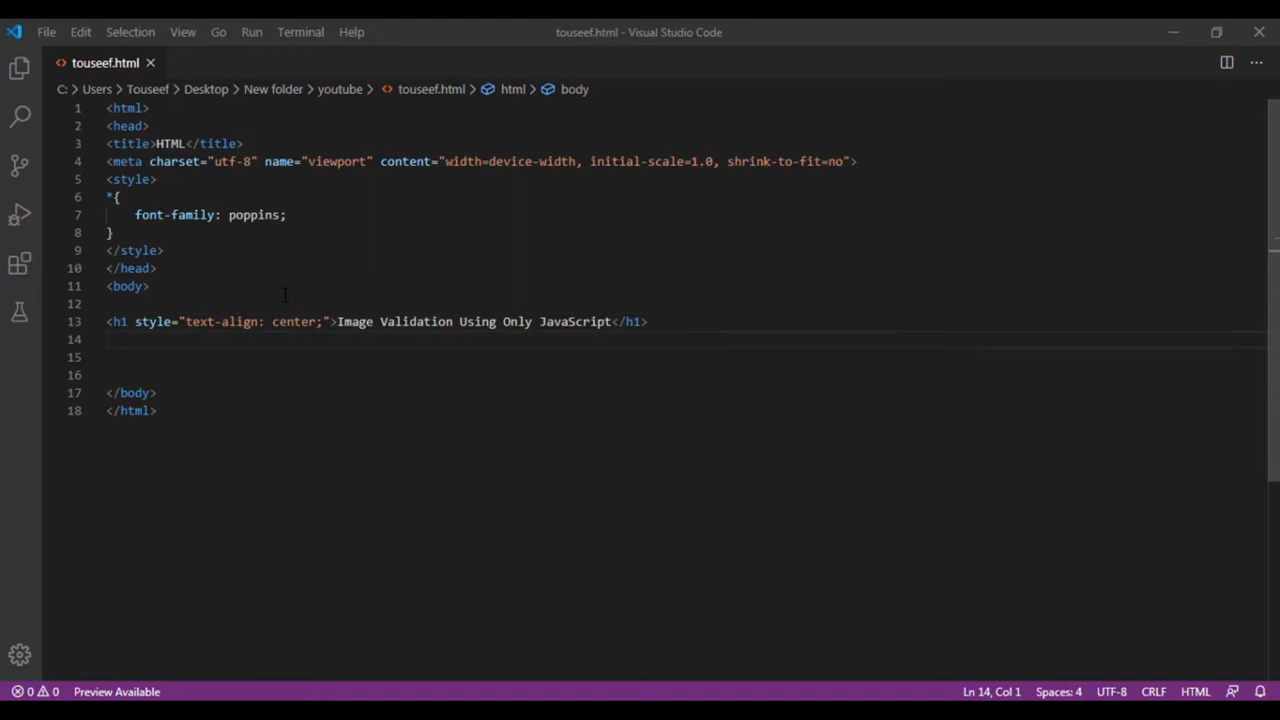 File Edit Selection View Go Run Terminal Help touseef.html - Visual Studio Code
touseef.html
C: > Users > Touseef > Desktop > New folder > youtube > touseef.html > html > body
1 <html>
2 <head>
3 <title>HTML</title>
4 <meta charset="utf-8" name="viewport" content="width=device-width, initial-scale=1.0, shrink-to-fit=no">
5 <style>
6 *{
7 font-family: poppins;
8 }
9 </style>
10 </head>
11 <body>
12
13 <h1 style="text-align: center;">Image Validation Using Only JavaScript</h1>
14
15
16
17 </body>
18 </html>
0 0 Preview Available Ln 14, Col 1 Spaces: 4 UTF-8 CRLF HTML